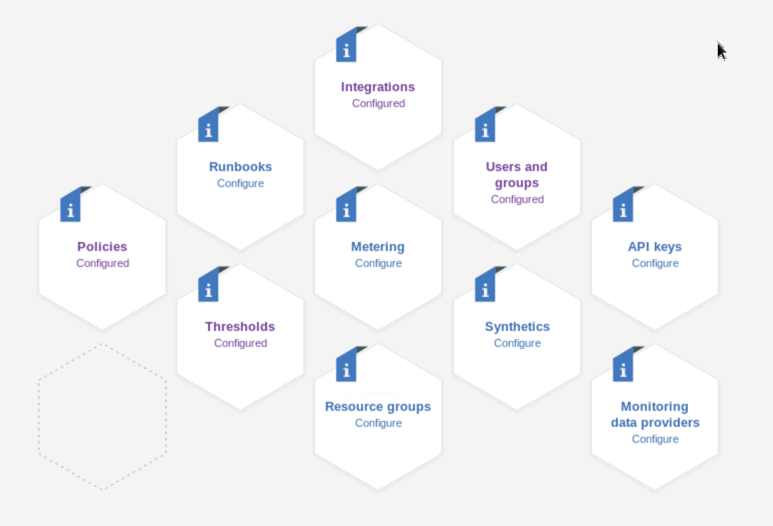 i
Integrations
Configured
i
Runbooks
Configure
i
Users and
groups
Configured
i
Policies
Configured
i
Metering
Configure
i
API keys
Configure
i
Thresholds
Configured
i
Synthetics
Configure
i
Resource groups
Configure
i
Monitoring
data providers
Configure